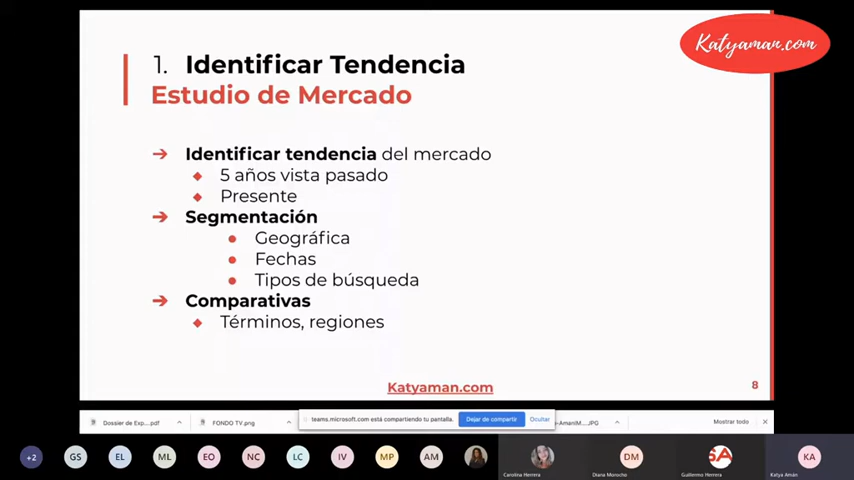 Katyaman.com
1. Identificar Tendencia
Estudio de Mercado
Identificar tendencia del mercado
5 años vista pasado
Presente
Segmentación
Geográfica
Fechas
Tipos de búsqueda
Comparativas
Términos, regiones
Katyaman.com
8
Dossier de Exp....pdf
FONDO TV.png
teams.microsoft.com está compartiendo tu pantalla.
Dejar de compartir
Ocultar
-AmaniM....JPG
Mostrar todo
+2
GS
EL
ML
EO
NC
LC
IV
MP
AM
DM
SA
KA
Carolina Herrera
Diana Morocho
Guillermo Herrera
Katya Amán